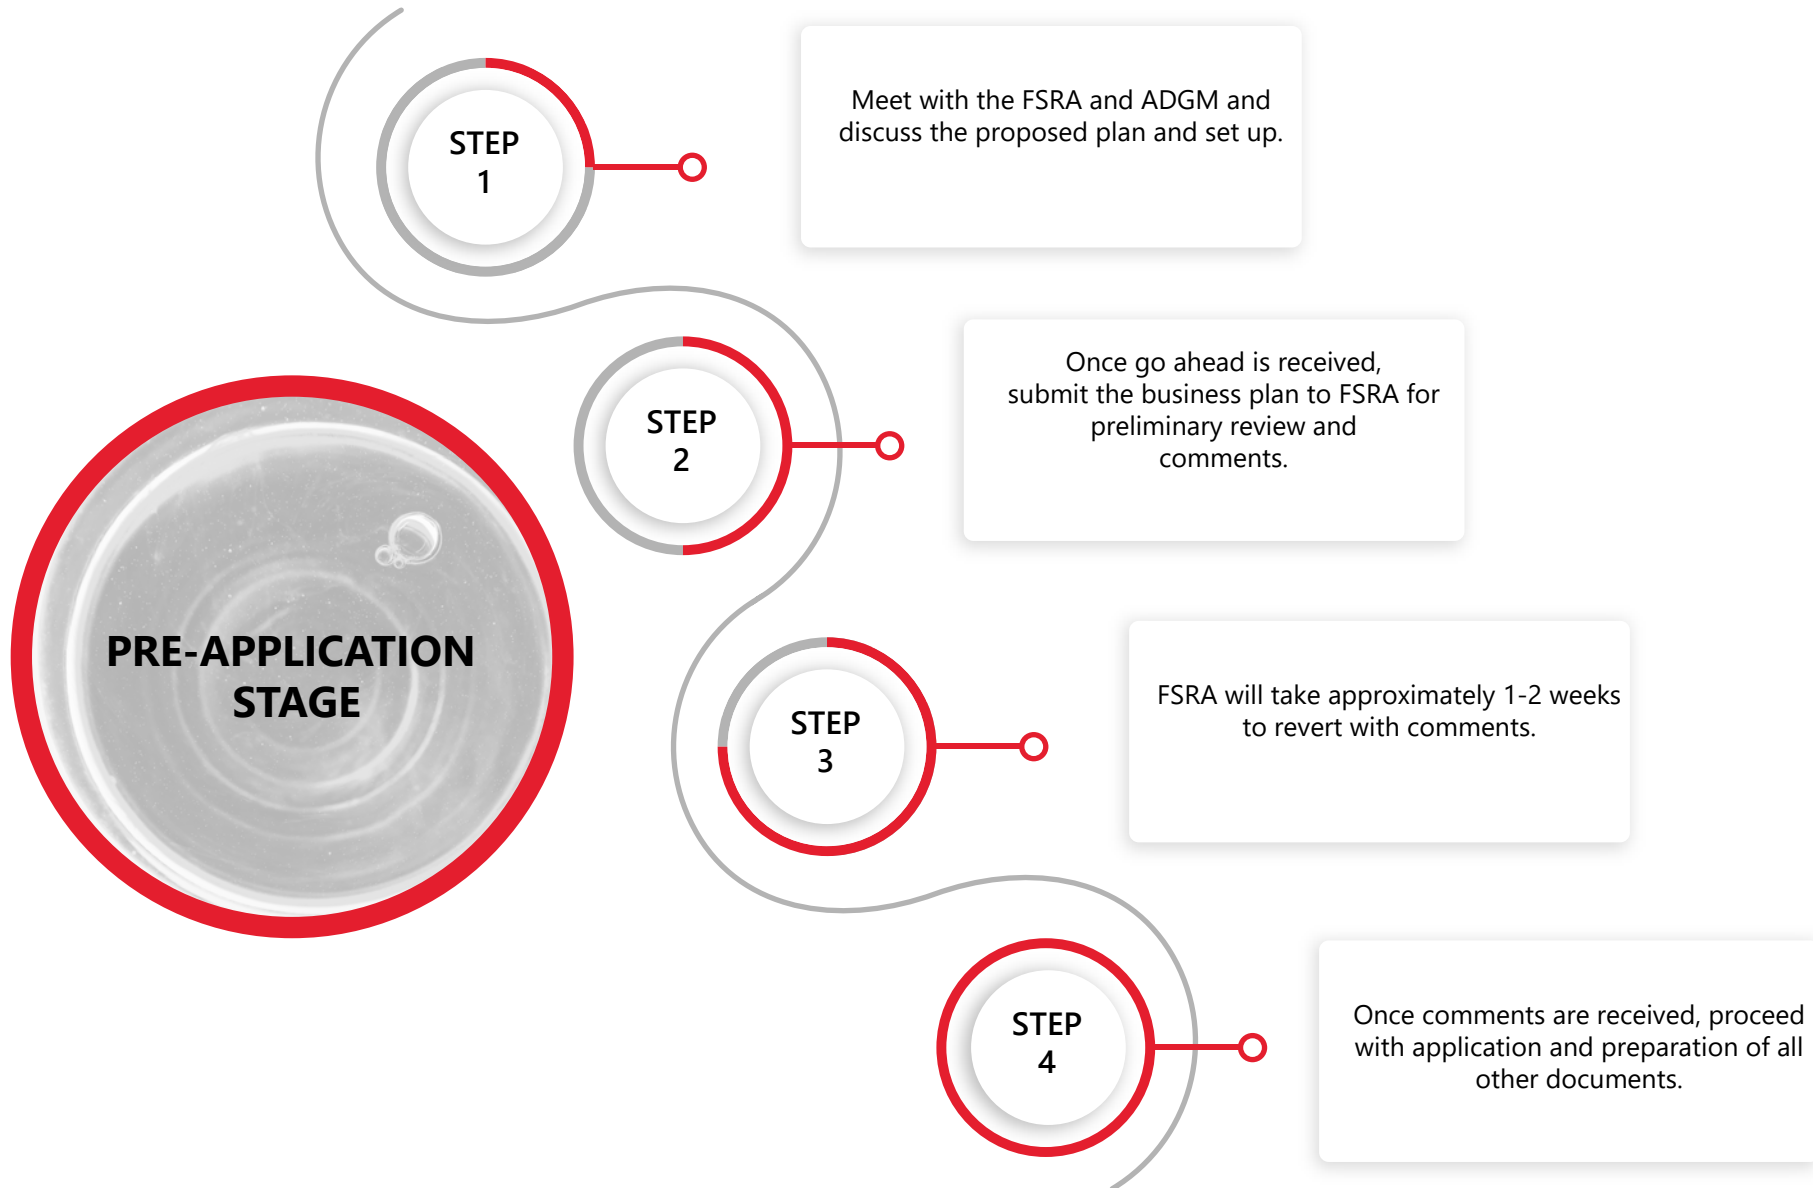 STEP
1
Meet with the FSRA and ADGM and
discuss the proposed plan and set up.
STEP
2
Once go ahead is received,
submit the business plan to FSRA for
preliminary review and
comments.
PRE-APPLICATION
STAGE
STEP
3
FSRA will take approximately 1-2 weeks
to revert with comments.
STEP
4
Once comments are received, proceed
with application and preparation of all
other documents.